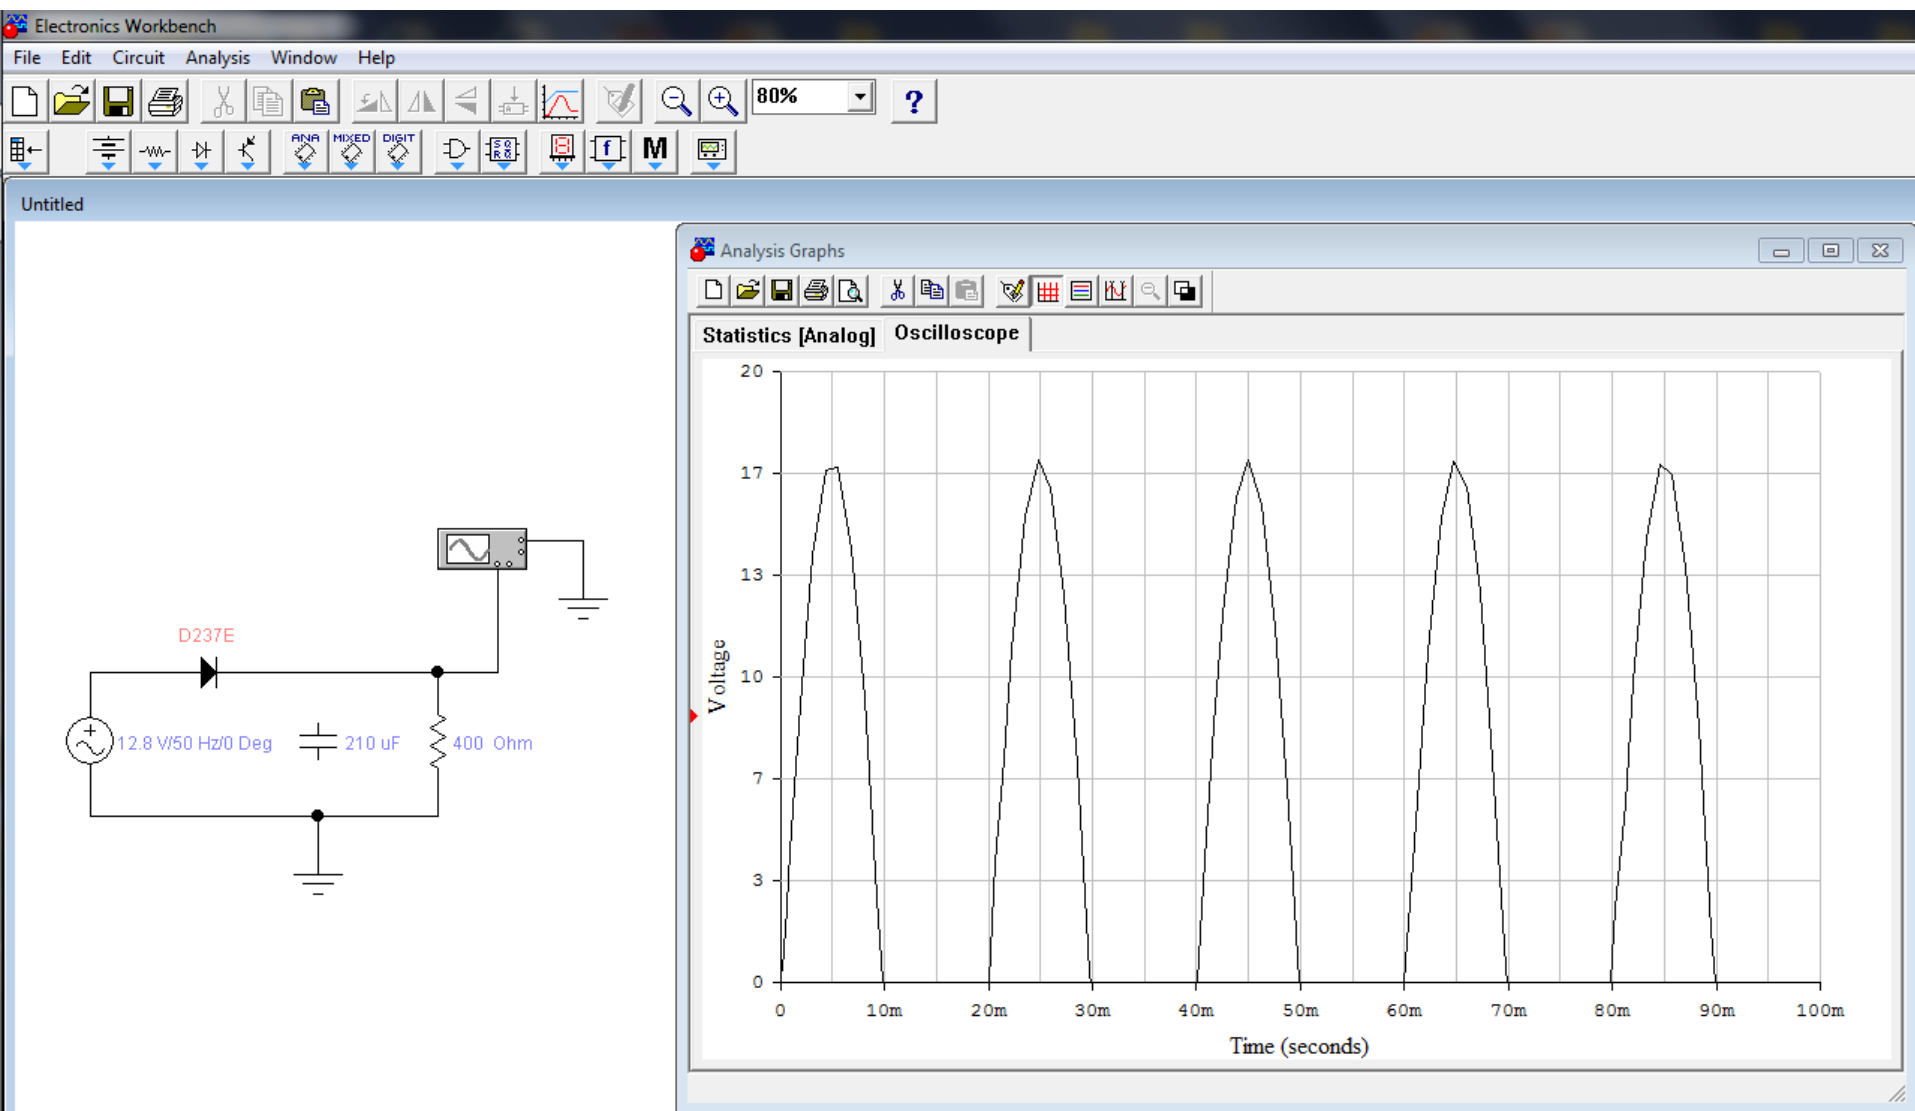 Electronics Workbench
File Edit Circuit Analysis Window Help
80%
?
ANA MIXED DIGIT
f M
Untitled
Analysis Graphs
Statistics [Analog] Oscilloscope
20
17
13
10
7
3
0
Voltage
0 10m 20m 30m 40m 50m 60m 70m 80m 90m 100m
Time (seconds)
D237E
12.8 V/50 Hz/0 Deg 210 uF 400 Ohm